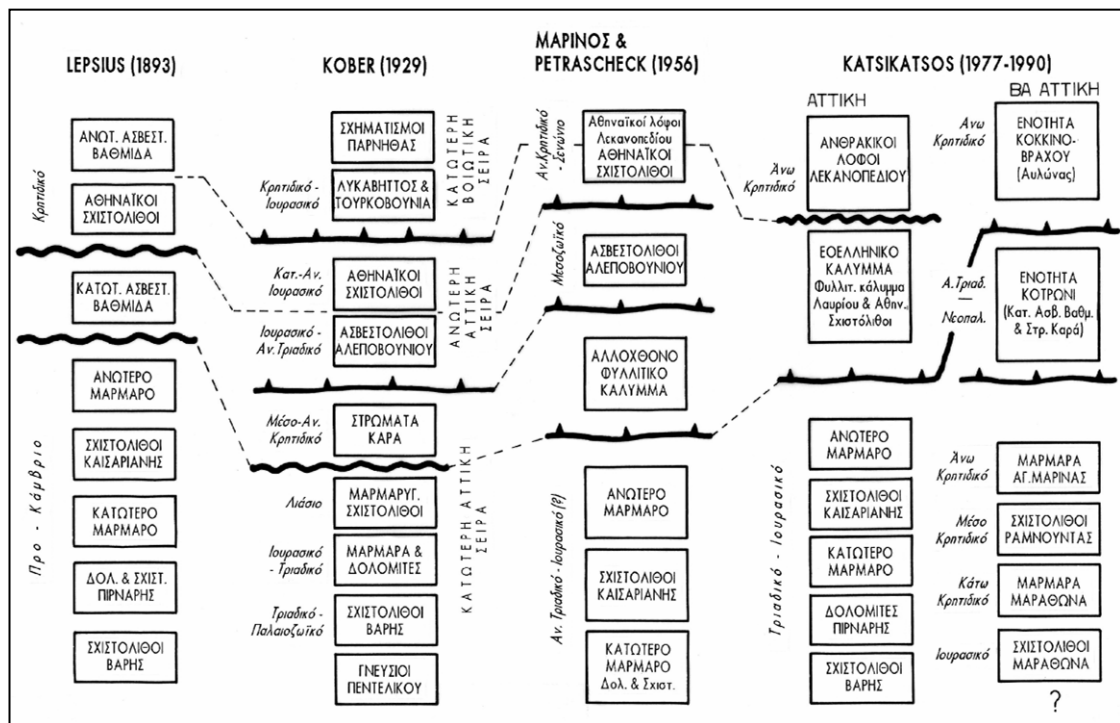 LEPSIUS (1893)
ΑΝΩΤ. ΑΣΒΕΣΤ.
ΒΑΘΜΙΔΑ
Κρητιδικό
ΑΘΗΝΑΪΚΟΙ
ΣΧΙΣΤΟΛΙΘΟΙ
ΚΑΤΩΤ. ΑΣΒΕΣΤ.
ΒΑΘΜΙΔΑ
Προ - Κάμβριο
ΑΝΩΤΕΡΟ
ΜΑΡΜΑΡΟ
ΣΧΙΣΤΟΛΙΘΟΙ
ΚΑΙΣΑΡΙΑΝΗΣ
ΚΑΤΩΤΕΡΟ
ΜΑΡΜΑΡΟ
ΔΟΛ. & ΣΧΙΣΤ.
ΠΙΡΝΑΡΗΣ
ΣΧΙΣΤΟΛΙΘΟΙ
ΒΑΡΗΣ
KOBER (1929)
ΣΧΗΜΑΤΙΣΜΟΙ
ΠΑΡΝΗΘΑΣ
Κρητιδικό -
Ιουρασικό
ΛΥΚΑΒΗΤΤΟΣ &
ΤΟΥΡΚΟΒΟΥΝΙΑ
ΚΑΤΩΤΕΡΗ
ΒΟΙΩΤΙΚΗ
ΣΕΙΡΑ
Κατ.-Αν.
Ιουρασικό
ΑΘΗΝΑΪΚΟΙ
ΣΧΙΣΤΟΛΙΘΟΙ
Ιουρασικό -
Αν.Τριαδικό
ΑΣΒΕΣΤΟΛΙΘΟΙ
ΑΛΕΠΟΒΟΥΝΙΟΥ
ΑΝΩΤΕΡΗ
ΑΤΤΙΚΗ
ΣΕΙΡΑ
Μέσο-Αν.
Κρητιδικό
ΣΤΡΩΜΑΤΑ
ΚΑΡΑ
Λιάσιο
ΜΑΡΜΑΡΥΓ.
ΣΧΙΣΤΟΛΙΘΟΙ
Ιουρασικό
- Τριαδικό
ΜΑΡΜΑΡΑ &
ΔΟΛΟΜΙΤΕΣ
Τριαδικό -
Παλαιοζωϊκό
ΣΧΙΣΤΟΛΙΘΟΙ
ΒΑΡΗΣ
ΓΝΕΥΣΙΟΙ
ΠΕΝΤΕΛΙΚΟΥ
ΚΑΤΩΤΕΡΗ ΑΤΤΙΚΗ
ΣΕΙΡΑ
ΜΑΡΙΝΟΣ &
PETRASCHECK (1956)
Αν.Κρητιδικό
- Σενώνιο
Αθηναϊκοί λόφοι
Λεκανοπεδίου
ΑΘΗΝΑΪΚΟΙ
ΣΧΙΣΤΟΛΙΘΟΙ
Μεσοζωϊκό
ΑΣΒΕΣΤΟΛΙΘΟΙ
ΑΛΕΠΟΒΟΥΝΙΟΥ
ΑΛΛΟΧΘΟΝΟ
ΦΥΛΛΙΤΙΚΟ
ΚΑΛΥΜΜΑ
Αν. Τριαδικό-Ιουρασικό (?)
ΑΝΩΤΕΡΟ
ΜΑΡΜΑΡΟ
ΣΧΙΣΤΟΛΙΘΟΙ
ΚΑΙΣΑΡΙΑΝΗΣ
ΚΑΤΩΤΕΡΟ
ΜΑΡΜΑΡΟ
Δολ. & Σχιστ.
KATSIKATSOS (1977-1990)
ΑΤΤΙΚΗ
Άνω
Κρητιδικό
ΑΝΘΡΑΚΙΚΟΙ
ΛΟΦΟΙ
ΛΕΚΑΝΟΠΕΔΙΟΥ
ΕΟΕΛΛΗΝΙΚΟ
ΚΑΛΥΜΜΑ
Φυλλιτ. κάλυμμα
Λαυρίου & Αθην.
Σχιστόλιθοι
Τριαδικό - Ιουρασικό
ΑΝΩΤΕΡΟ
ΜΑΡΜΑΡΟ
ΣΧΙΣΤΟΛΙΘΟΙ
ΚΑΙΣΑΡΙΑΝΗΣ
ΚΑΤΩΤΕΡΟ
ΜΑΡΜΑΡΟ
ΔΟΛΟΜΙΤΕΣ
ΠΙΡΝΑΡΗΣ
ΣΧΙΣΤΟΛΙΘΟΙ
ΒΑΡΗΣ
ΒΑ ΑΤΤΙΚΗ
Ανω
Κρητιδικό
ΕΝΟΤΗΤΑ
ΚΟΚΚΙΝΟ-
ΒΡΑΧΟΥ
(Αυλώνας)
Α.Τριαδ.
—
Νεοπαλ.
ΕΝΟΤΗΤΑ
ΚΟΤΡΩΝΙ
(Κατ. Ασβ. Βαθμ.
& Στρ. Καρά)
Άνω
Κρητιδικό
ΜΑΡΜΑΡΑ
ΑΓ.ΜΑΡΙΝΑΣ
Μέσο
Κρητιδικό
ΣΧΙΣΤΟΛΙΘΟΙ
ΡΑΜΝΟΥΝΤΑΣ
Κάτω
Κρητιδικό
ΜΑΡΜΑΡΑ
ΜΑΡΑΘΩΝΑ
Ιουρασικό
ΣΧΙΣΤΟΛΙΘΟΙ
ΜΑΡΑΘΩΝΑ
?